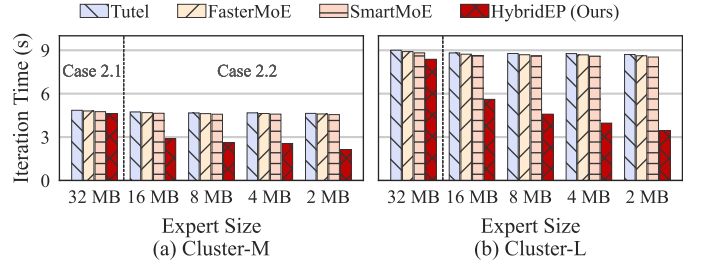 Tutel FasterMoE SmartMoE HybridEP (Ours)
Iteration Time (s)
9
6
3
0
Case 2.1 Case 2.2
32 MB 16 MB 8 MB 4 MB 2 MB
32 MB 16 MB 8 MB 4 MB 2 MB
Expert Size Expert Size
(a) Cluster-M (b) Cluster-L